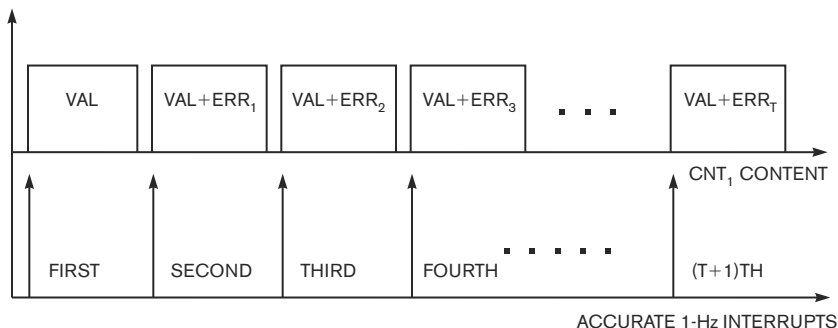 VAL VAL+ERR₁ VAL+ERR₂ VAL+ERR₃ VAL+ERR_T
CNT₁ CONTENT
FIRST SECOND THIRD FOURTH (T+1)TH
ACCURATE 1-Hz INTERRUPTS